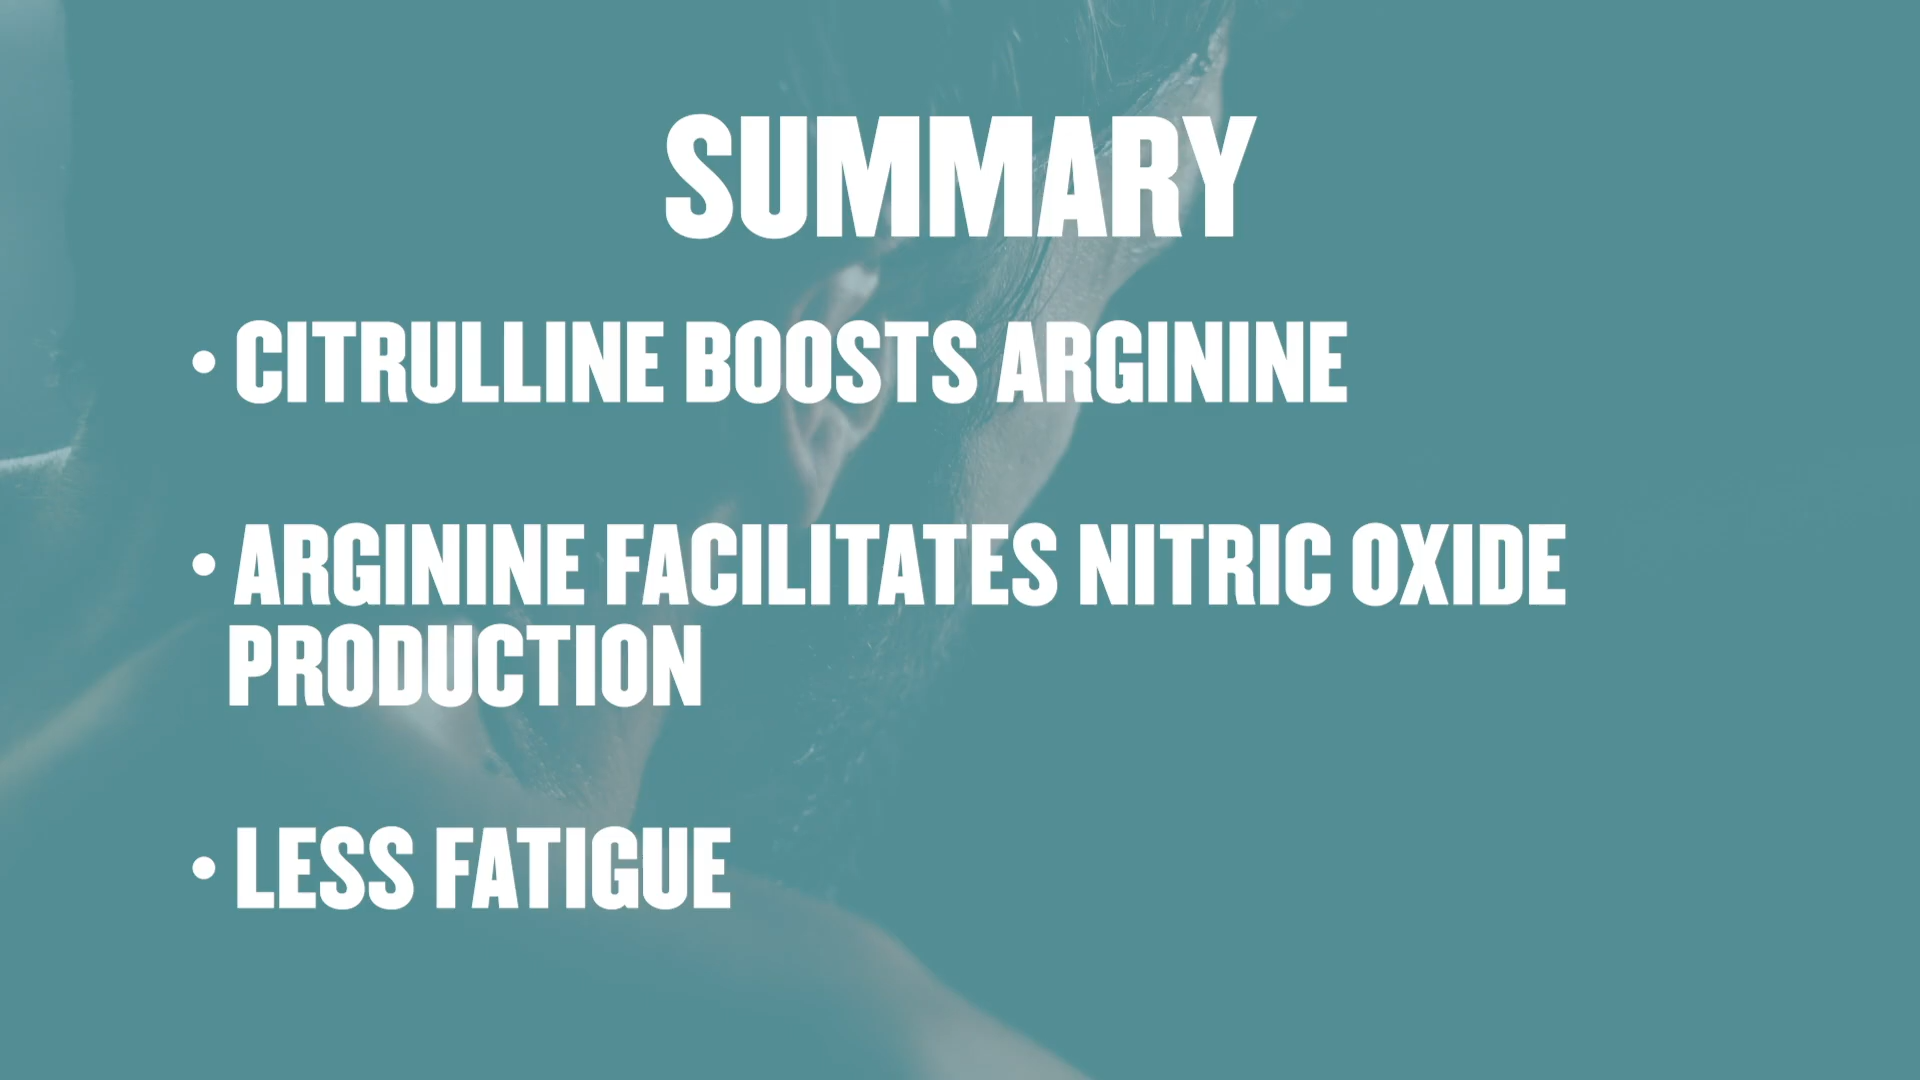 SUMMARY
• CITRULLINE BOOSTS ARGININE
• ARGININE FACILITATES NITRIC OXIDE
PRODUCTION
• LESS FATIGUE